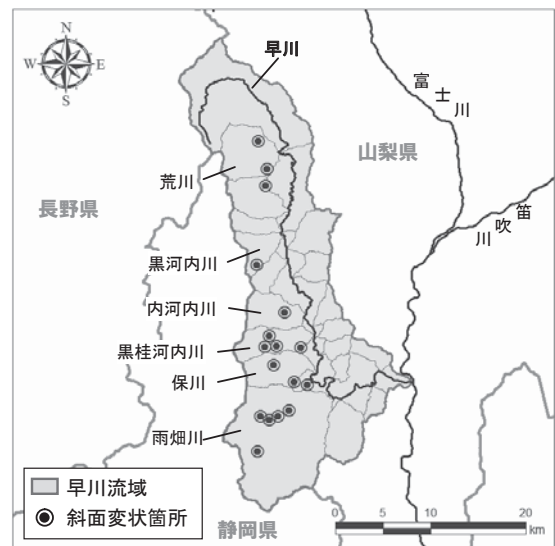 N
W
E
S
早川
富士川
山梨県
笛吹川
荒川
長野県
黒河内川
内河内川
黒桂河内川
保川
雨畑川
早川流域
斜面変状箇所
静岡県
0 5 10 20
km